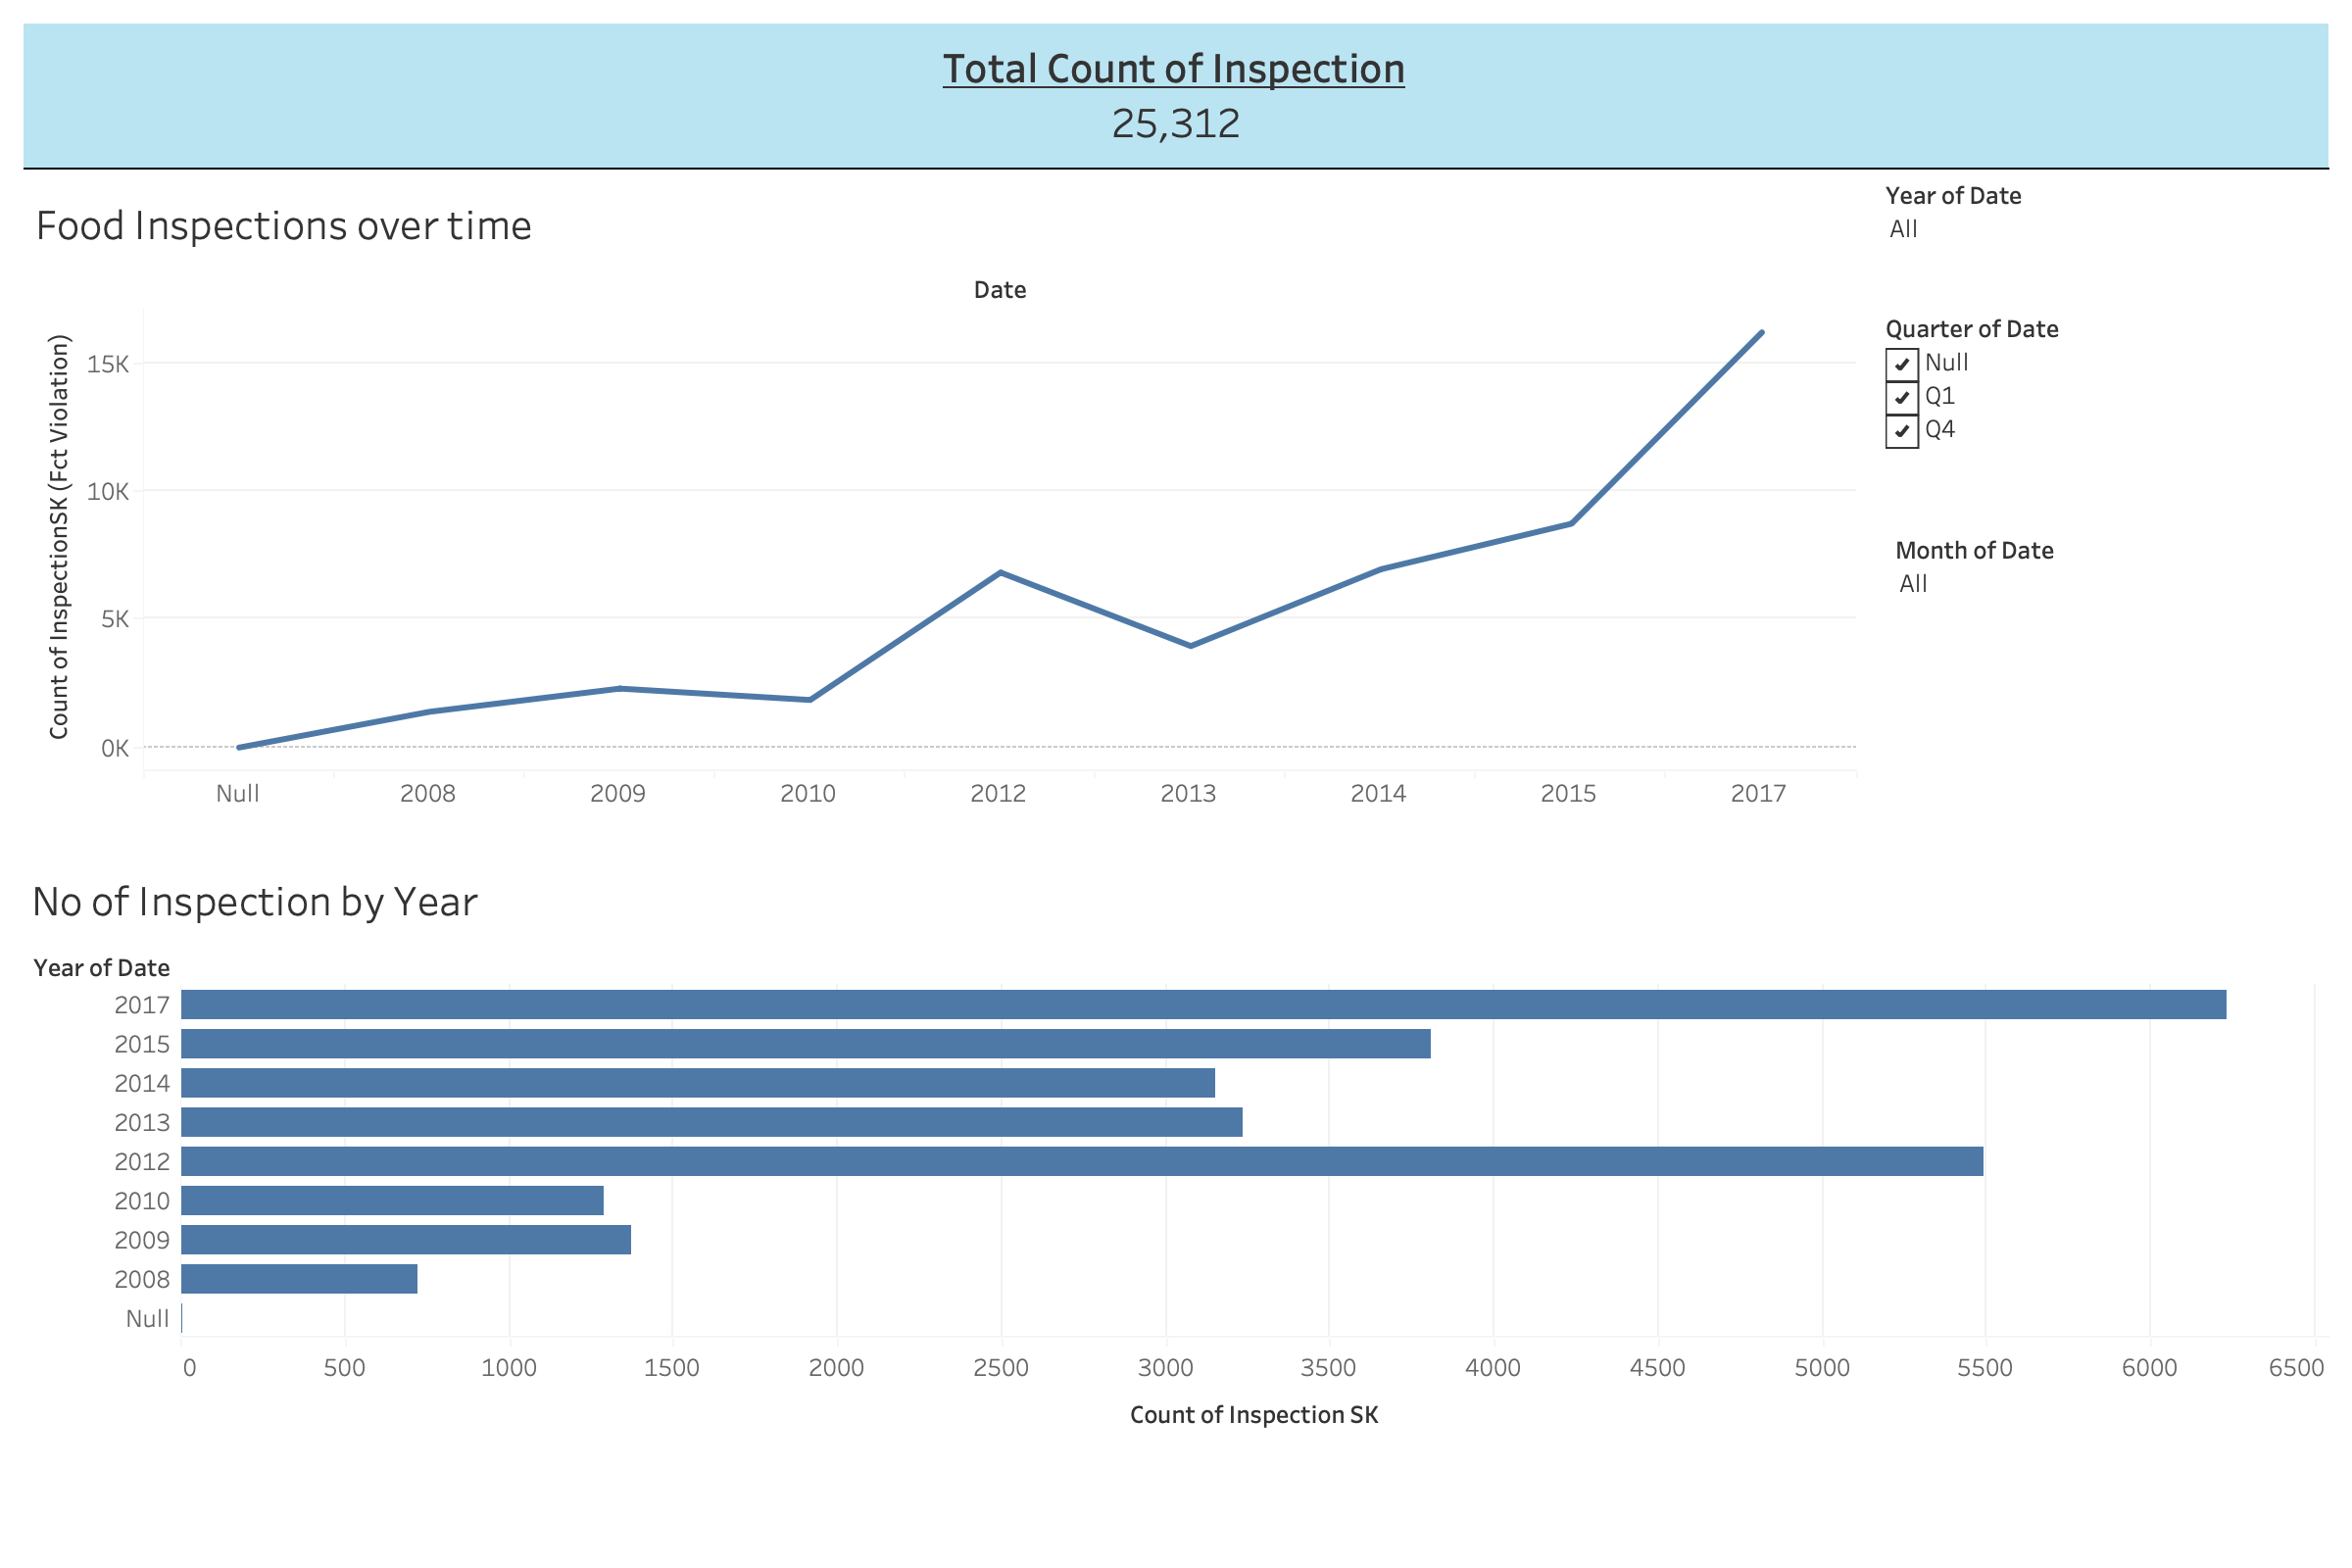 Total Count of Inspection
25,312
Food Inspections over time
Year of Date
All
Date
Quarter of Date
Null
Q1
Q4
Month of Date
All
Count of InspectionSK (Fct Violation)
15K
10K
5K
0K
Null 2008 2009 2010 2012 2013 2014 2015 2017
No of Inspection by Year
Year of Date
2017
2015
2014
2013
2012
2010
2009
2008
Null
0 500 1000 1500 2000 2500 3000 3500 4000 4500 5000 5500 6000 6500
Count of Inspection SK